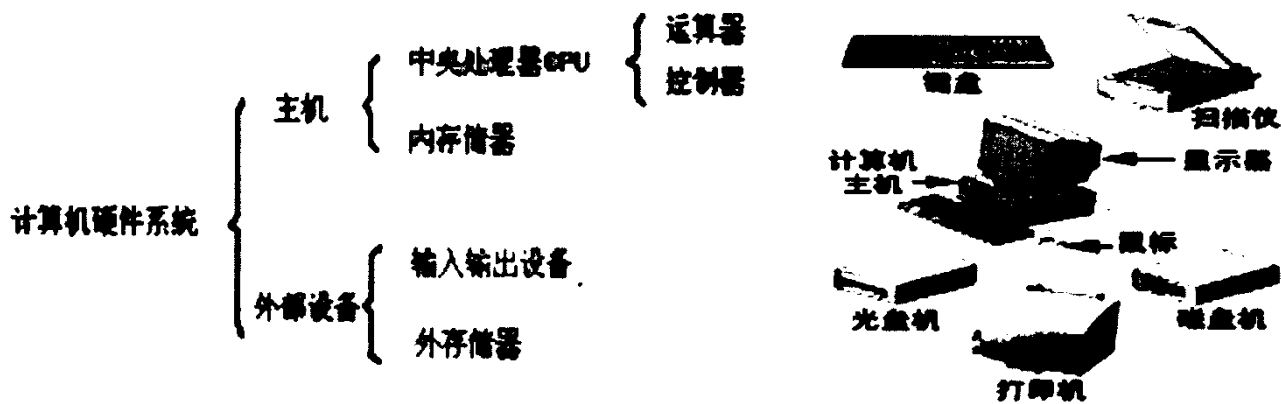 计算机硬件系统
主机
中央处理器CPU
运算器
控制器
内存储器
外部设备
输入输出设备
外存储器
键盘
扫描仪
计算机
主机
显示器
鼠标
光盘机
磁盘机
打印机